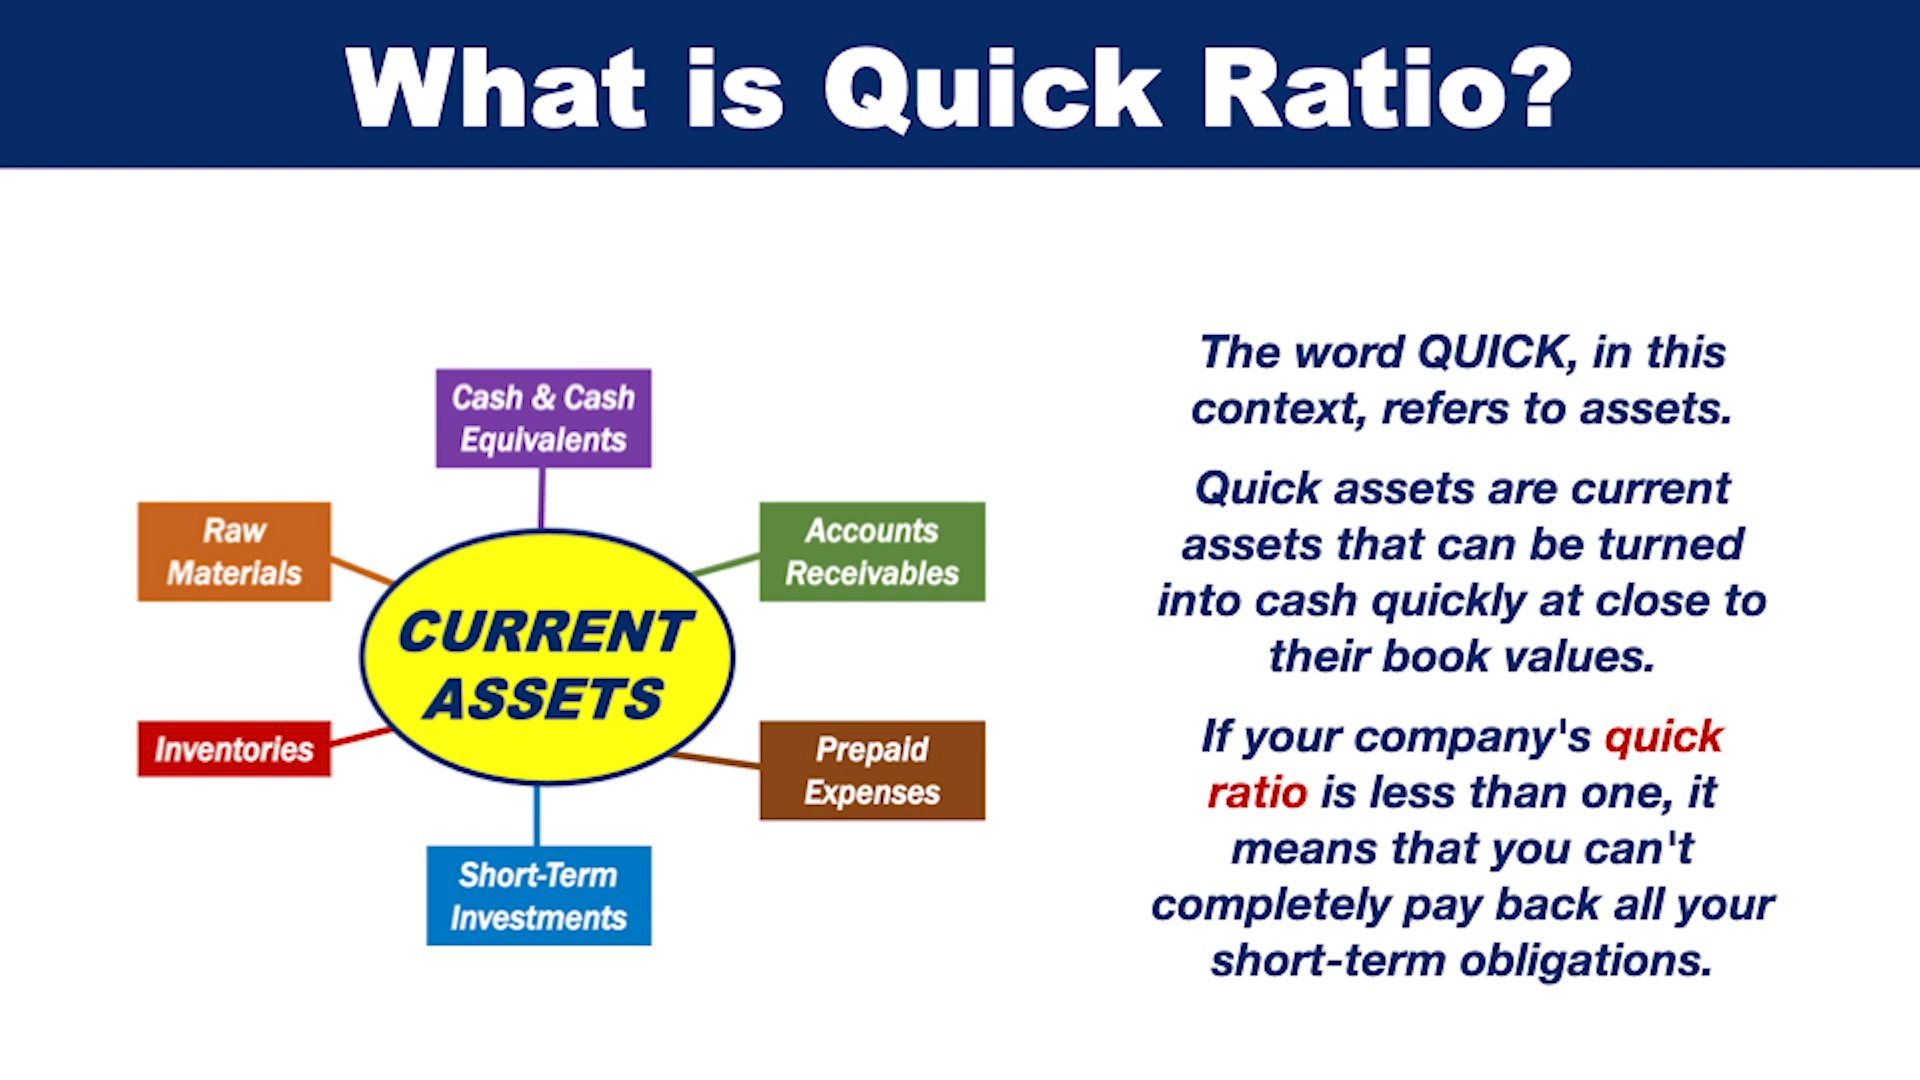 What is Quick Ratio?
Cash & Cash
Equivalents
Raw
Materials
Accounts
Receivables
CURRENT
ASSETS
Inventories
Prepaid
Expenses
Short-Term
Investments
The word QUICK, in this
context, refers to assets.
Quick assets are current
assets that can be turned
into cash quickly at close to
their book values.
If your company's quick
ratio is less than one, it
means that you can't
completely pay back all your
short-term obligations.